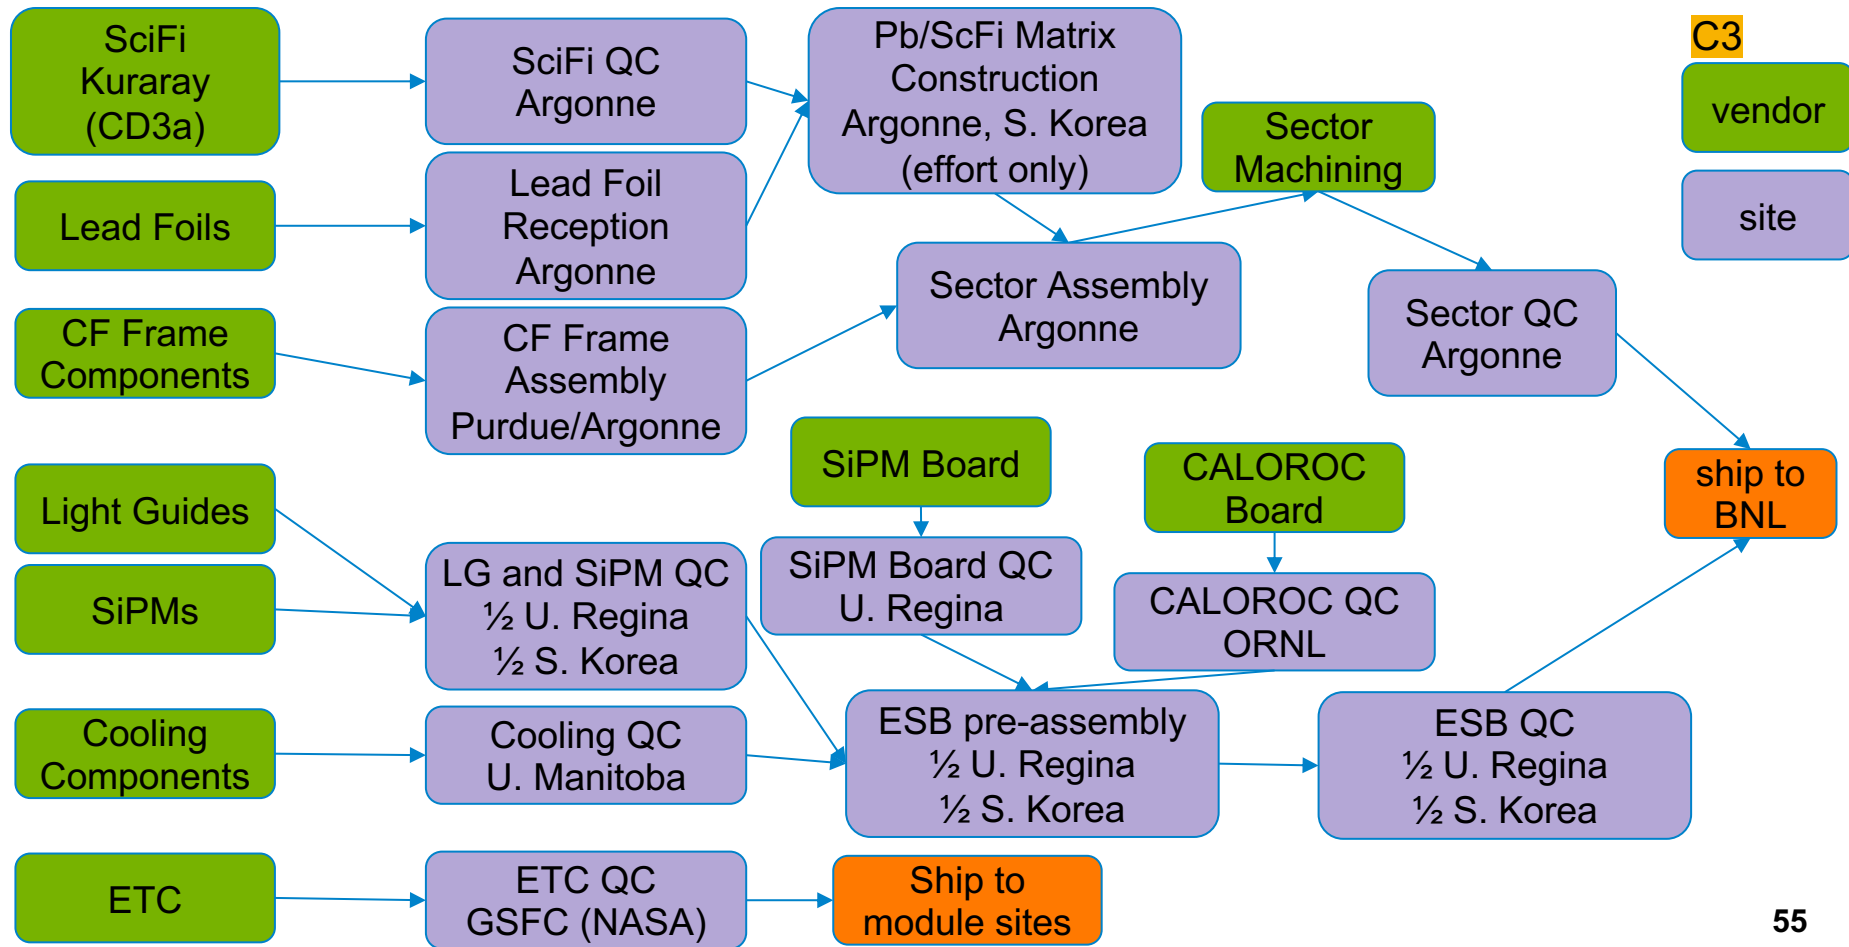 SciFi
Kuraray
(CD3a)
SciFi QC
Argonne
Pb/ScFi Matrix
Construction
Argonne, S. Korea
(effort only)
C3
vendor
site
Sector
Machining
Lead Foils
Lead Foil
Reception
Argonne
Sector Assembly
Argonne
Sector QC
Argonne
CF Frame
Components
CF Frame
Assembly
Purdue/Argonne
SiPM Board
CALOROC
Board
ship to
BNL
Light Guides
SiPMs
LG and SiPM QC
½ U. Regina
½ S. Korea
SiPM Board QC
U. Regina
CALOROC QC
ORNL
Cooling
Components
Cooling QC
U. Manitoba
ESB pre-assembly
½ U. Regina
½ S. Korea
ESB QC
½ U. Regina
½ S. Korea
ETC
ETC QC
GSFC (NASA)
Ship to
module sites
55